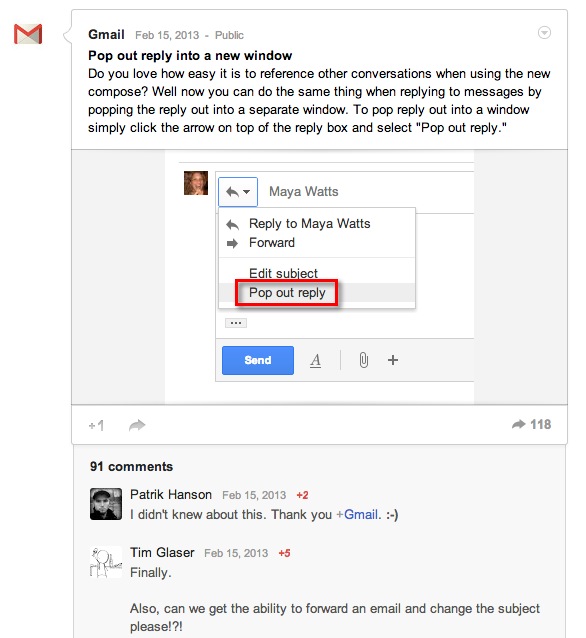 Gmail Feb 15, 2013 - Public
Pop out reply into a new window
Do you love how easy it is to reference other conversations when using the new
compose? Well now you can do the same thing when replying to messages by
popping the reply out into a separate window. To pop reply out into a window
simply click the arrow on top of the reply box and select "Pop out reply."
Maya Watts
Reply to Maya Watts
Forward
Edit subject
Pop out reply
Send A
+1 118
91 comments
Patrik Hanson Feb 15, 2013 +2
I didn't knew about this. Thank you +Gmail. :-)
Tim Glaser Feb 15, 2013 +5
Finally.
Also, can we get the ability to forward an email and change the subject
please!?!